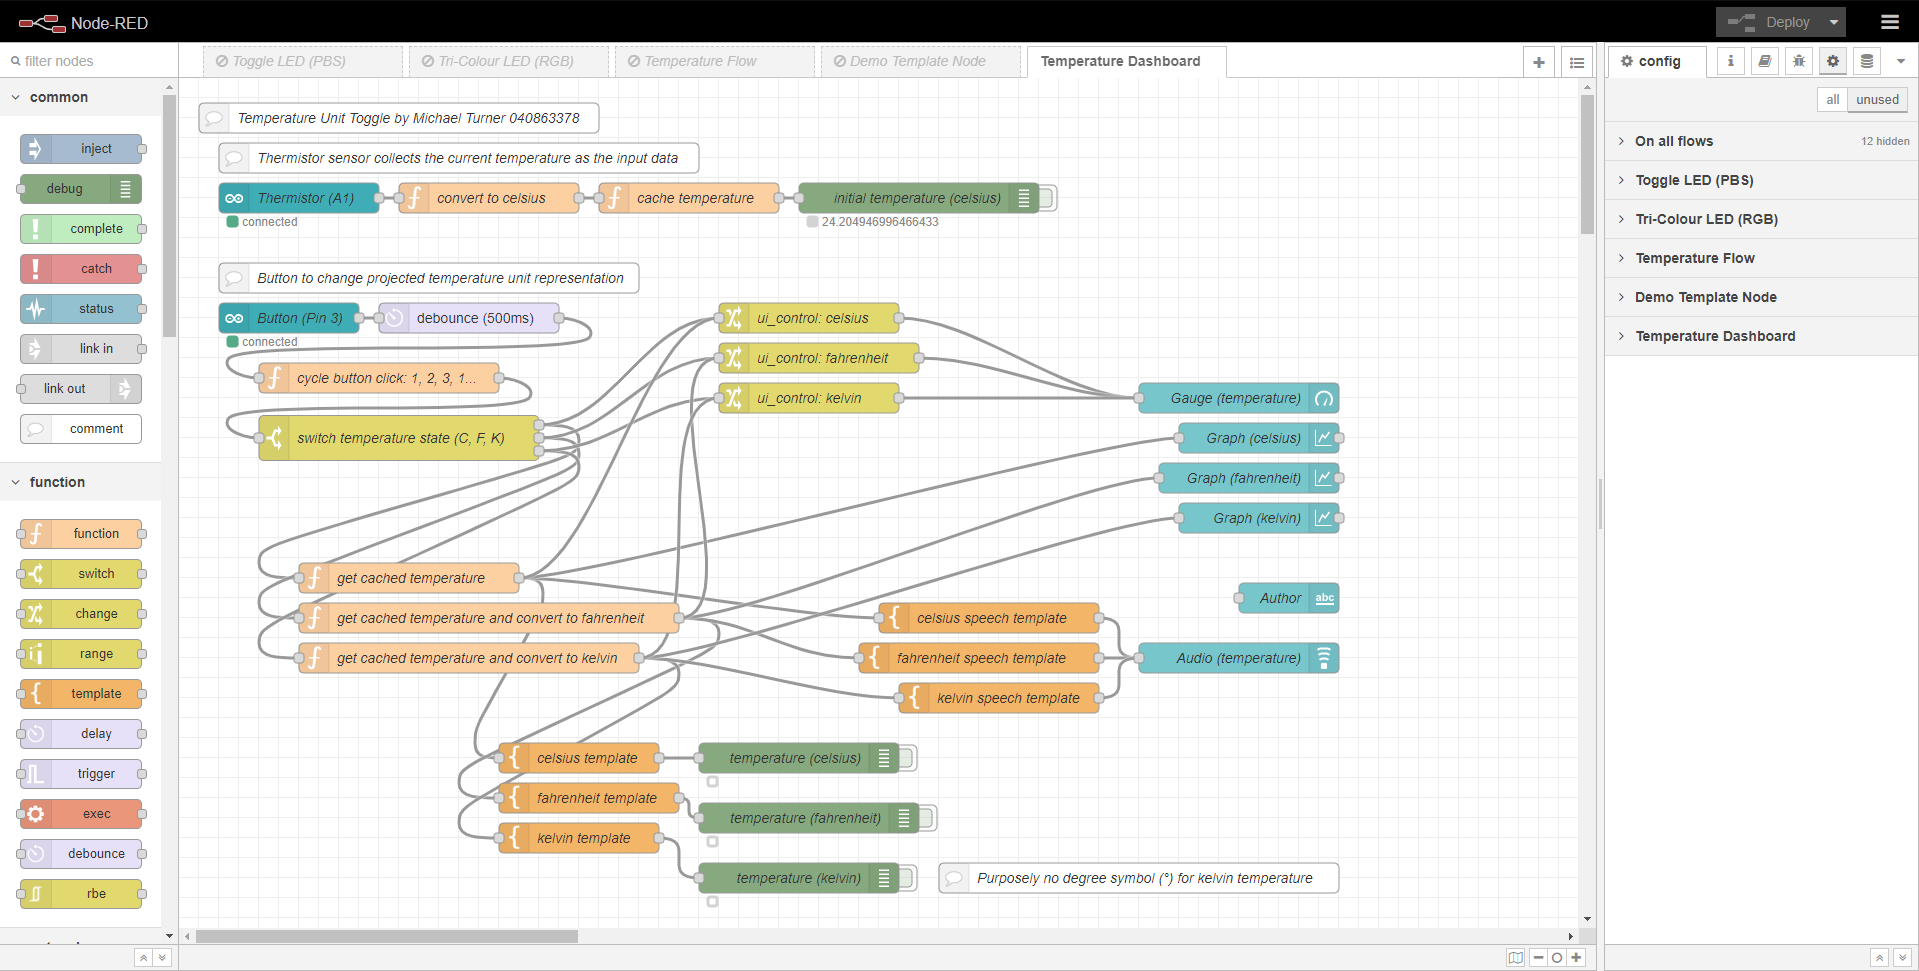 Node-RED
Deploy
filter nodes
Toggle LED (PBS)
Tri-Colour LED (RGB)
Temperature Flow
Demo Template Node
Temperature Dashboard
config
all
unused
common
inject
debug
complete
catch
status
link in
link out
comment
function
function
switch
change
range
template
delay
trigger
exec
debounce
rbe
Temperature Unit Toggle by Michael Turner 040863378
Thermistor sensor collects the current temperature as the input data
Thermistor (A1)
connected
convert to celsius
cache temperature
initial temperature (celsius)
24.204946996466433
Button to change projected temperature unit representation
Button (Pin 3)
connected
debounce (500ms)
cycle button click: 1, 2, 3, 1...
switch temperature state (C, F, K)
ui_control: celsius
ui_control: fahrenheit
ui_control: kelvin
Gauge (temperature)
Graph (celsius)
Graph (fahrenheit)
Graph (kelvin)
get cached temperature
get cached temperature and convert to fahrenheit
get cached temperature and convert to kelvin
Author
abc
celsius speech template
fahrenheit speech template
kelvin speech template
Audio (temperature)
celsius template
fahrenheit template
kelvin template
temperature (celsius)
temperature (fahrenheit)
temperature (kelvin)
Purposely no degree symbol (°) for kelvin temperature
On all flows
12 hidden
Toggle LED (PBS)
Tri-Colour LED (RGB)
Temperature Flow
Demo Template Node
Temperature Dashboard